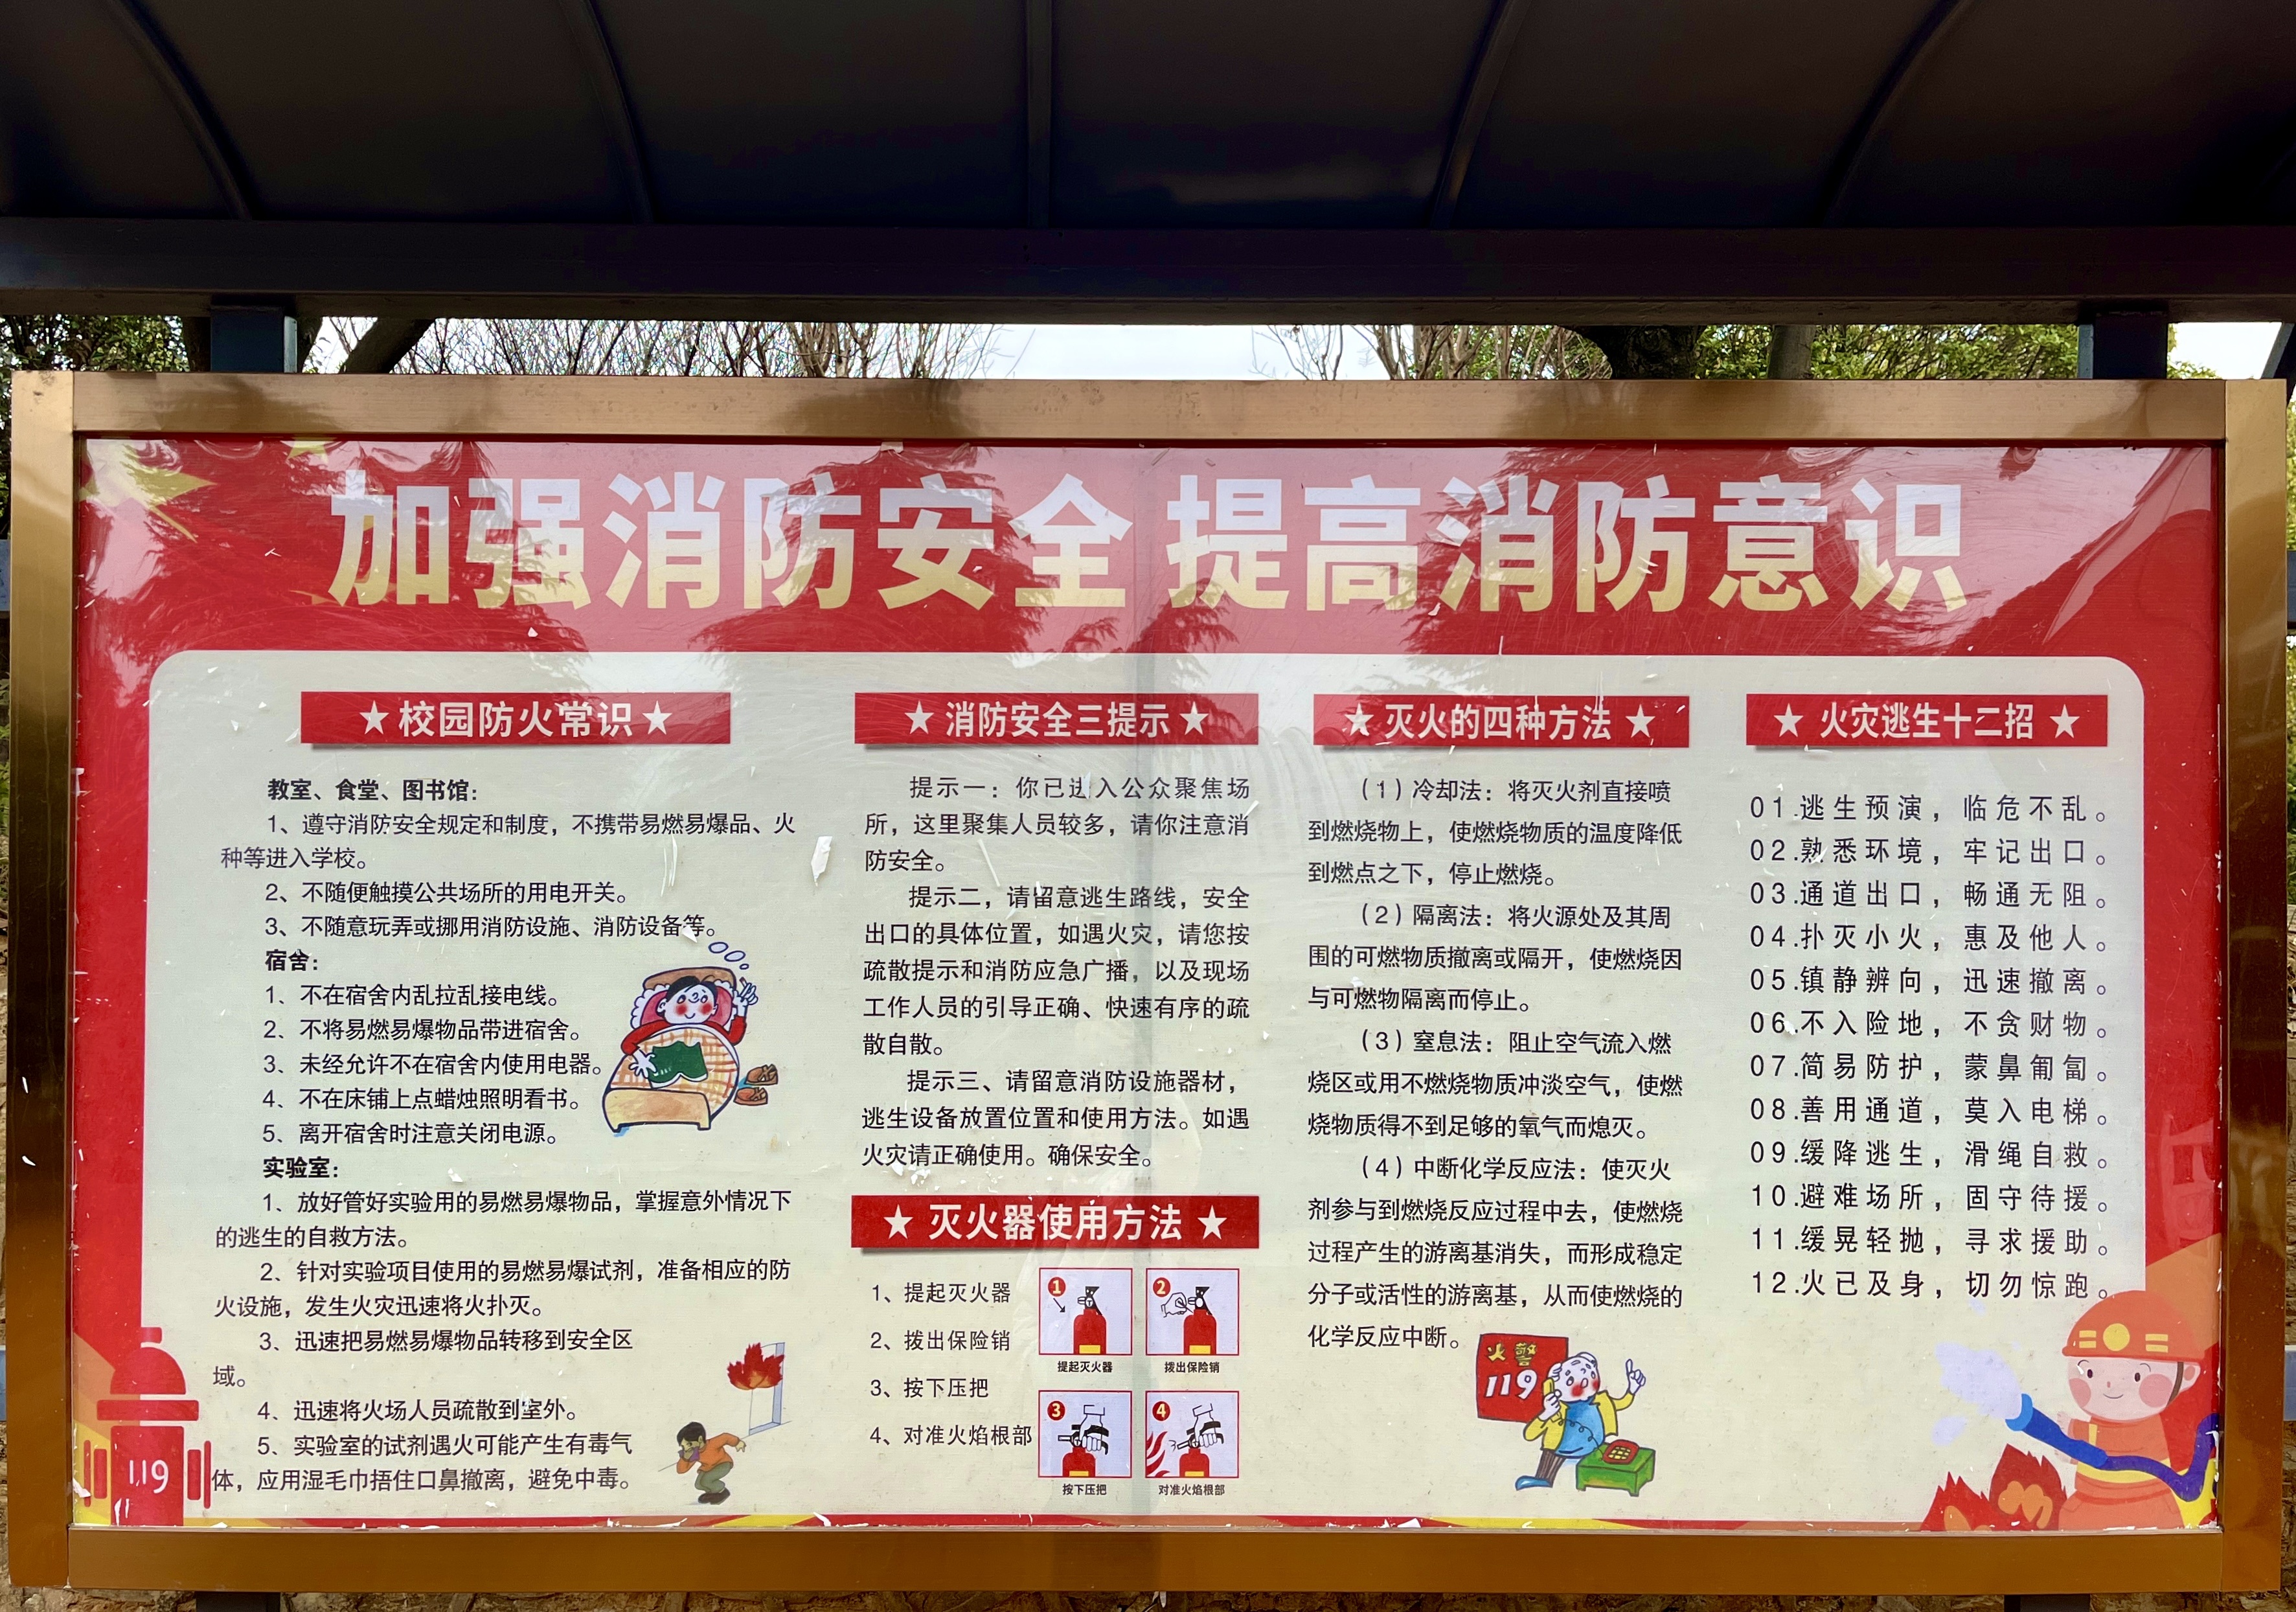 加强消防安全 提高消防意识
★校园防火常识★
教室、食堂、图书馆：
1、遵守消防安全规定和制度，不携带易燃易爆品、火
种等进入学校。
2、不随便触摸公共场所的用电开关。
3、不随意玩弄或挪用消防设施、消防设备等。
宿舍：
1、不在宿舍内乱拉乱接电线。
2、不将易燃易爆物品带进宿舍。
3、未经允许不在宿舍内使用电器。
4、不在床铺上点蜡烛照明看书。
5、离开宿舍时注意关闭电源。
实验室：
1、放好管好实验用的易燃易爆物品，掌握意外情况下
的逃生的自救方法。
2、针对实验项目使用的易燃易爆试剂，准备相应的防
火设施，发生火灾迅速将火扑灭。
3、迅速把易燃易爆物品转移到安全区
域。
4、迅速将火场人员疏散到室外。
5、实验室的试剂遇火可能产生有毒气
体，应用湿毛巾捂住口鼻撤离，避免中毒。
119
★消防安全三提示★
提示一：你已进入公众聚焦场
所，这里聚集人员较多，请你注意消
防安全。
提示二，请留意逃生路线，安全
出口的具体位置，如遇火灾，请您按
疏散提示和消防应急广播，以及现场
工作人员的引导正确、快速有序的疏
散自散。
提示三、请留意消防设施器材，
逃生设备放置位置和使用方法。如遇
火灾请正确使用。确保安全。
★灭火器使用方法★
1、提起灭火器
2、拨出保险销
3、按下压把
4、对准火焰根部
1
提起灭火器
2
拨出保险销
3
按下压把
4
对准火焰根部
★灭火的四种方法★
（1）冷却法：将灭火剂直接喷
到燃烧物上，使燃烧物质的温度降低
到燃点之下，停止燃烧。
（2）隔离法：将火源处及其周
围的可燃物质撤离或隔开，使燃烧因
与可燃物隔离而停止。
（3）窒息法：阻止空气流入燃
烧区或用不燃烧物质冲淡空气，使燃
烧物质得不到足够的氧气而熄灭。
（4）中断化学反应法：使灭火
剂参与到燃烧反应过程中去，使燃烧
过程产生的游离基消失，而形成稳定
分子或活性的游离基，从而使燃烧的
化学反应中断。
火警
119
★火灾逃生十二招★
01.逃生预演，临危不乱。
02.熟悉环境，牢记出口。
03.通道出口，畅通无阻。
04.扑灭小火，惠及他人。
05.镇静辨向，迅速撤离。
06.不入险地，不贪财物。
07.简易防护，蒙鼻匍匐。
08.善用通道，莫入电梯。
09.缓降逃生，滑绳自救。
10.避难场所，固守待援。
11.缓晃轻抛，寻求援助。
12.火已及身，切勿惊跑。